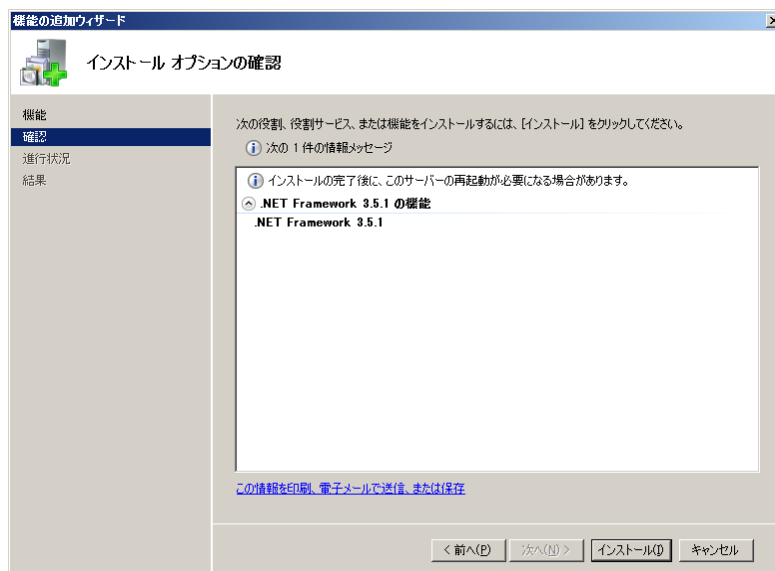 機能の追加ウィザード
インストール オプションの確認
機能
確認
進行状況
結果
次の役割、役割サービス、または機能をインストールするには、[インストール] をクリックしてください。
次の 1 件の情報メッセージ
インストールの完了後に、このサーバーの再起動が必要になる場合があります。
.NET Framework 3.5.1 の機能
.NET Framework 3.5.1
この情報を印刷、電子メールで送信、または保存
< 前へ(P) 次へ(N) > インストール(I) キャンセル